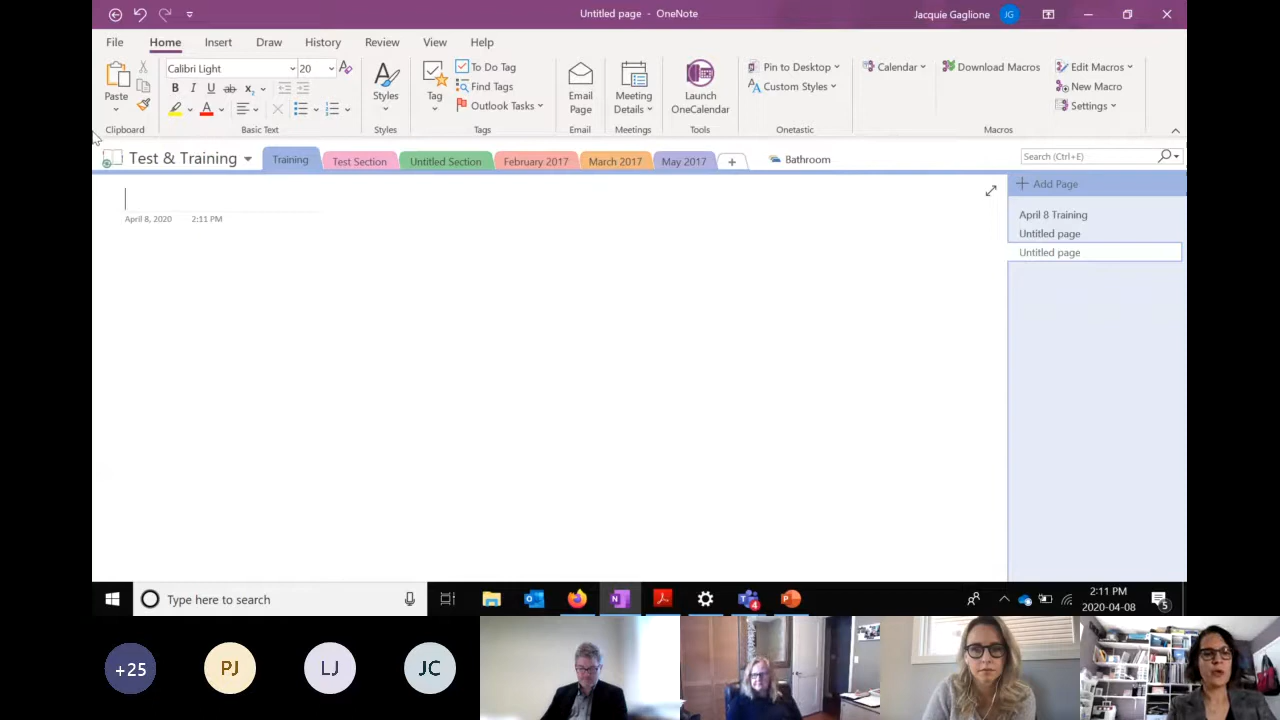 Untitled page - OneNote
Jacquie Gaglione JG
File Home Insert Draw History Review View Help
Paste
Clipboard
Calibri Light 20
B I U ab x₂
A
Basic Text
Styles
Styles
Tag
To Do Tag
Find Tags
Outlook Tasks
Tags
Email Page
Email
Meeting Details
Meetings
Launch OneCalendar
Tools
Pin to Desktop
Custom Styles
Onetastic
Calendar
Download Macros
Edit Macros
New Macro
Settings
Macros
Test & Training
Training Test Section Untitled Section February 2017 March 2017 May 2017 + Bathroom
Search (Ctrl+E)
April 8, 2020 2:11 PM
Add Page
April 8 Training
Untitled page
Untitled page
Type here to search
4
2:11 PM
2020-04-08
5
+25 PJ LJ JC